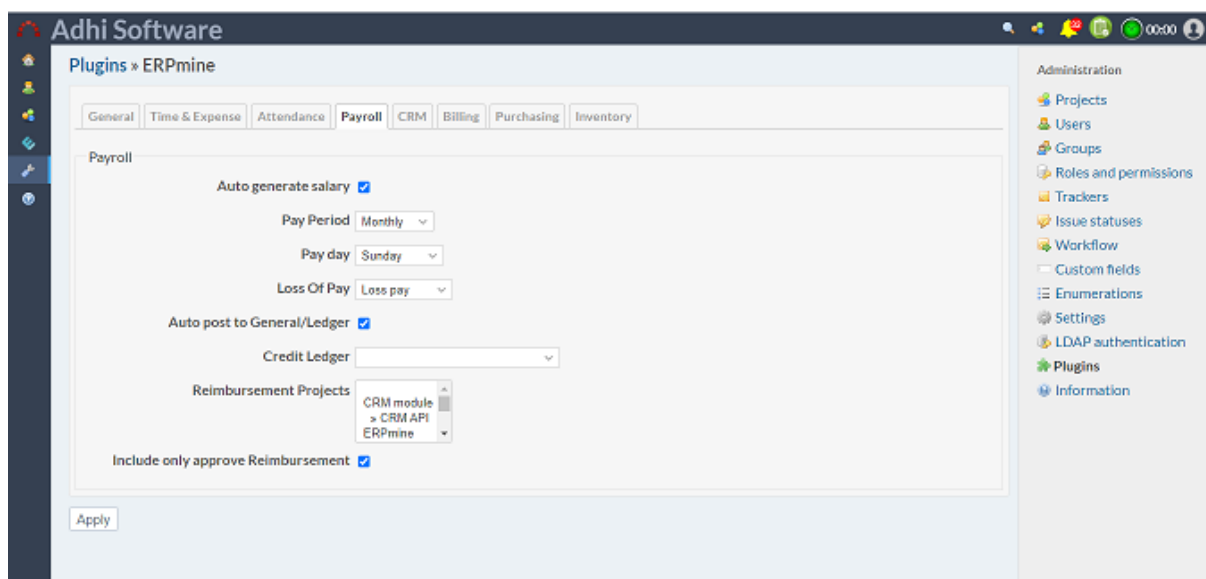 Adhi Software
00:00
Plugins » ERPmine
General Time & Expense Attendance Payroll CRM Billing Purchasing Inventory
Payroll
Auto generate salary
Pay Period Monthly
Pay day Sunday
Loss Of Pay Loss pay
Auto post to General/Ledger
Credit Ledger
Reimbursement Projects
CRM module
» CRM API
ERPmine
Include only approve Reimbursement
Apply
Administration
Projects
Users
Groups
Roles and permissions
Trackers
Issue statuses
Workflow
Custom fields
Enumerations
Settings
LDAP authentication
Plugins
Information